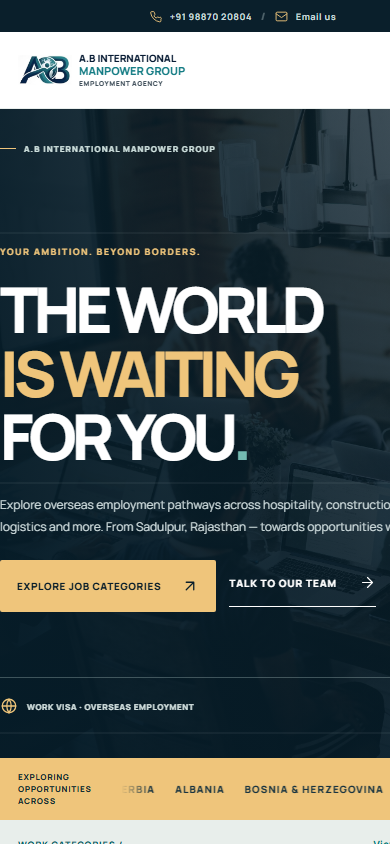 +91 98870 20804 / Email us
A.B INTERNATIONAL
MANPOWER GROUP
EMPLOYMENT AGENCY
A.B INTERNATIONAL MANPOWER GROUP
YOUR AMBITION. BEYOND BORDERS.
THE WORLD
IS WAITING
FOR YOU.
Explore overseas employment pathways across hospitality, constructio
logistics and more. From Sadulpur, Rajasthan — towards opportunities w
EXPLORE JOB CATEGORIES
TALK TO OUR TEAM
WORK VISA · OVERSEAS EMPLOYMENT
EXPLORING
OPPORTUNITIES
ACROSS
ERBIA ALBANIA BOSNIA & HERZEGOVINA
WORK CATEGORIES /